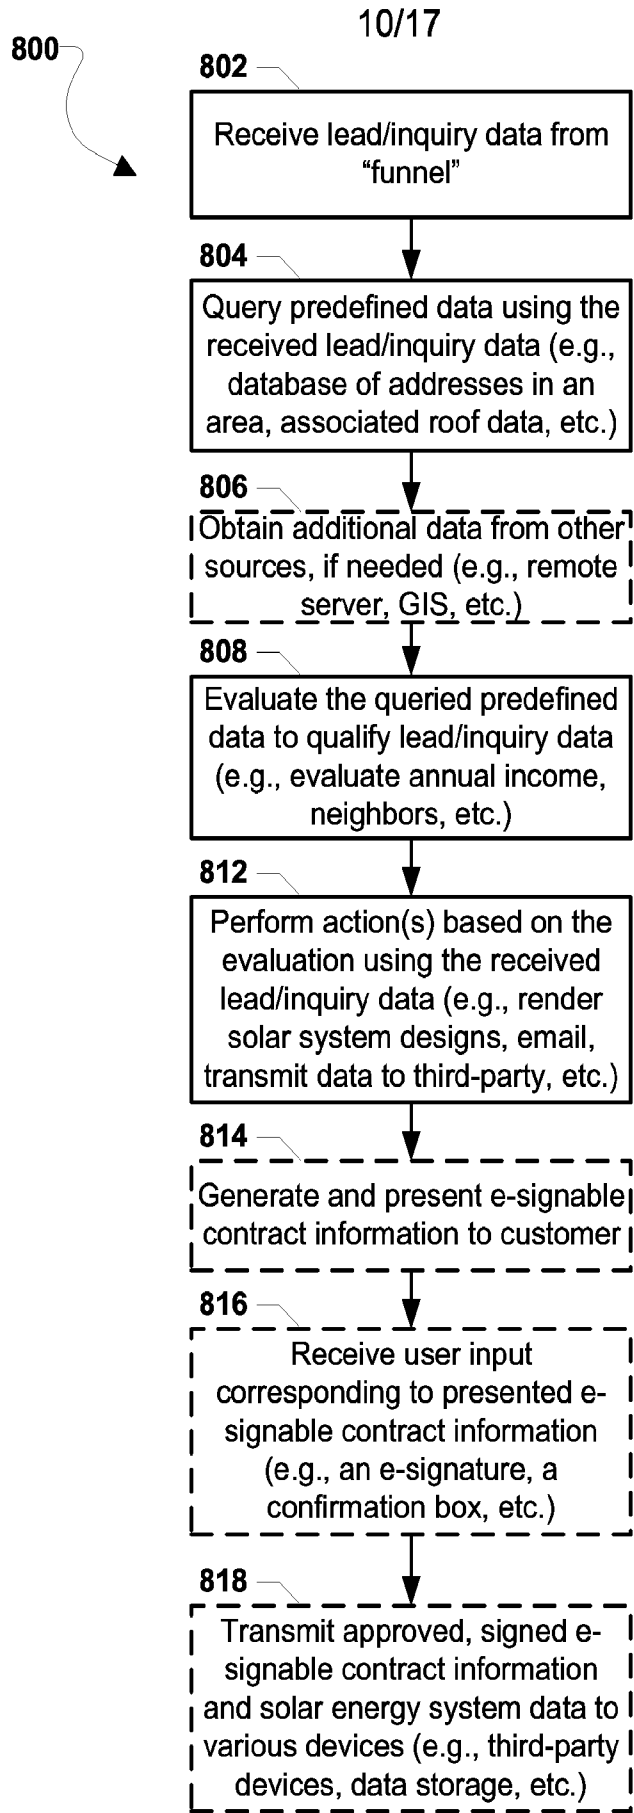 10/17
800
802
Receive lead/inquiry data from
“funnel”
804
Query predefined data using the
received lead/inquiry data (e.g.,
database of addresses in an
area, associated roof data, etc.)
806
Obtain additional data from other
sources, if needed (e.g., remote
server, GIS, etc.)
808
Evaluate the queried predefined
data to qualify lead/inquiry data
(e.g., evaluate annual income,
neighbors, etc.)
812
Perform action(s) based on the
evaluation using the received
lead/inquiry data (e.g., render
solar system designs, email,
transmit data to third-party, etc.)
814
Generate and present e-signable
contract information to customer
816
Receive user input
corresponding to presented e-
signable contract information
(e.g., an e-signature, a
confirmation box, etc.)
818
Transmit approved, signed e-
signable contract information
and solar energy system data to
various devices (e.g., third-party
devices, data storage, etc.)